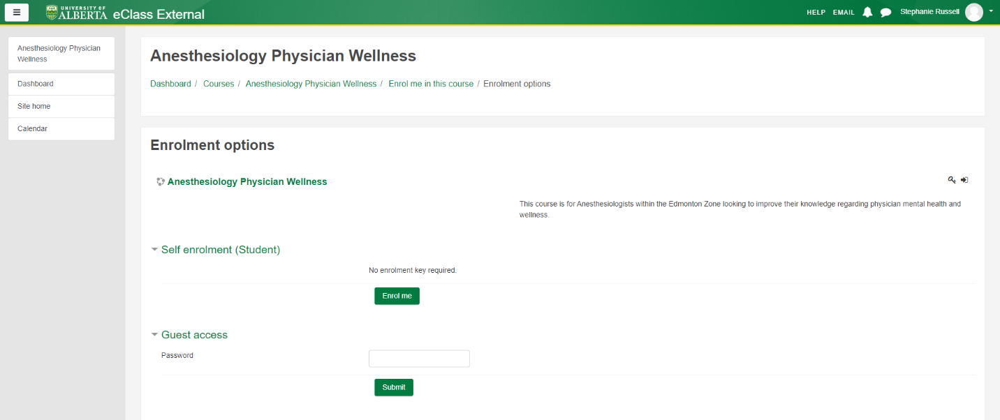 UNIVERSITY OF
ALBERTA
eClass External
HELP EMAIL Stephanie Russell
Anesthesiology Physician
Wellness
Dashboard
Site home
Calendar
Anesthesiology Physician Wellness
Dashboard / Courses / Anesthesiology Physician Wellness / Enrol me in this course / Enrolment options
Enrolment options
Anesthesiology Physician Wellness
This course is for Anesthesiologists within the Edmonton Zone looking to improve their knowledge regarding physician mental health and
wellness.
Self enrolment (Student)
No enrolment key required.
Enrol me
Guest access
Password
Submit